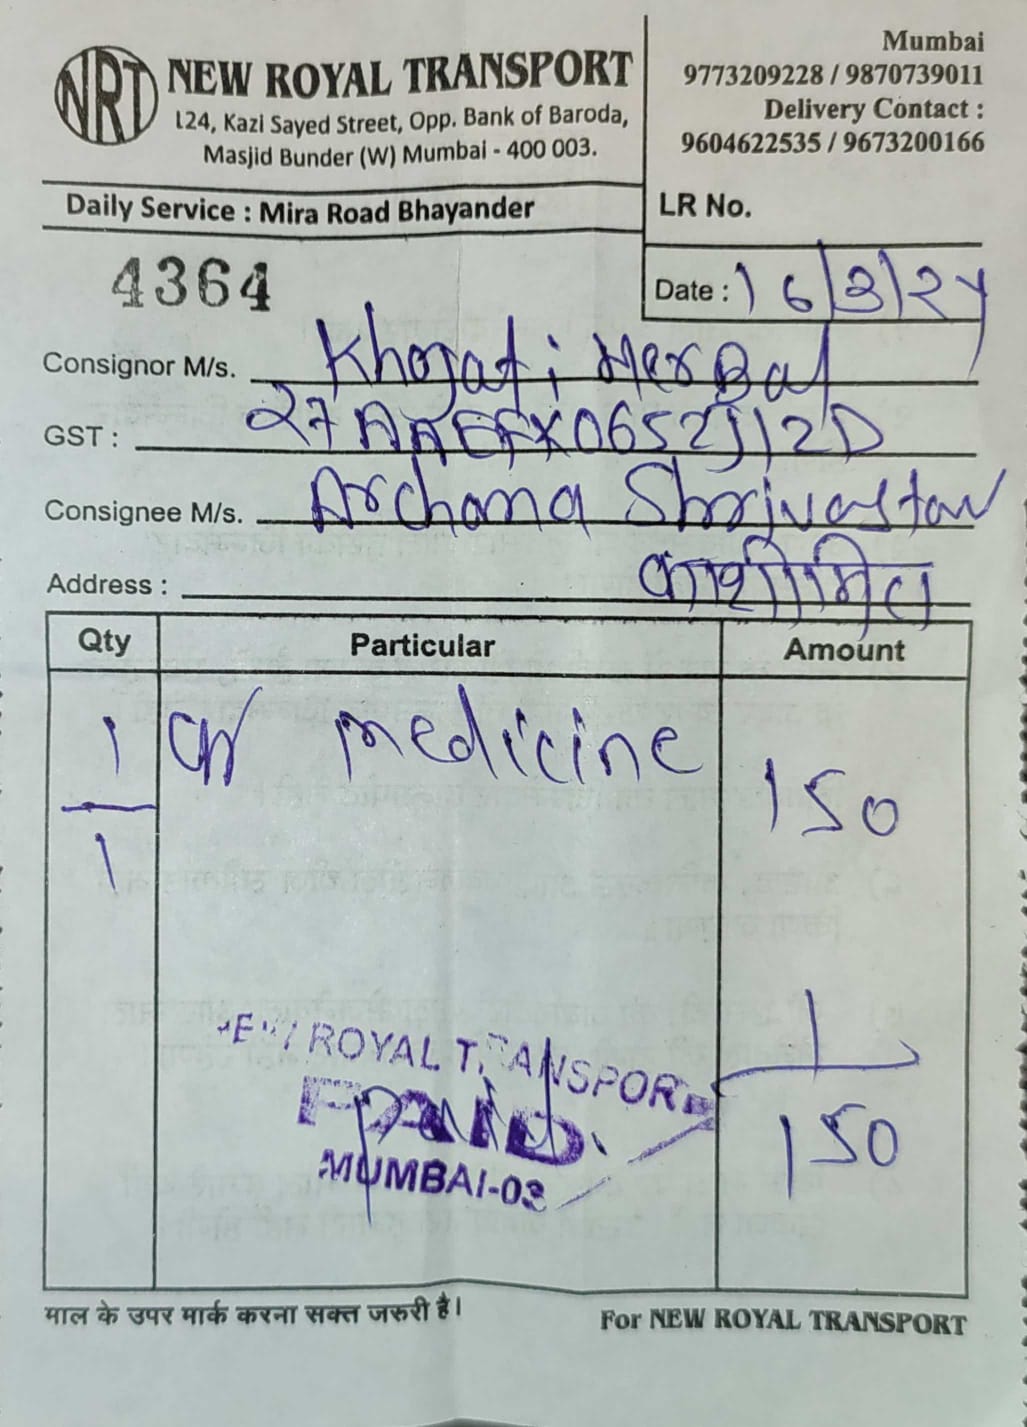 NRT
NEW ROYAL TRANSPORT
124, Kazi Sayed Street, Opp. Bank of Baroda,
Masjid Bunder (W) Mumbai - 400 003.
Mumbai
9773209228 / 9870739011
Delivery Contact :
9604622535 / 9673200166
Daily Service : Mira Road Bhayander
LR No.
4364
Date : 16/3/24
Consignor M/s. Khojati Herbal
GST : 27AAEFK0652J1ZD
Consignee M/s. Archana Shrivastav
Address : काशीमिरा
Qty Particular Amount
1 medicine 150
1
NEW ROYAL TRANSPORT
PAID
MUMBAI-03
150
माल के उपर मार्क करना सक्त जरुरी है।
For NEW ROYAL TRANSPORT